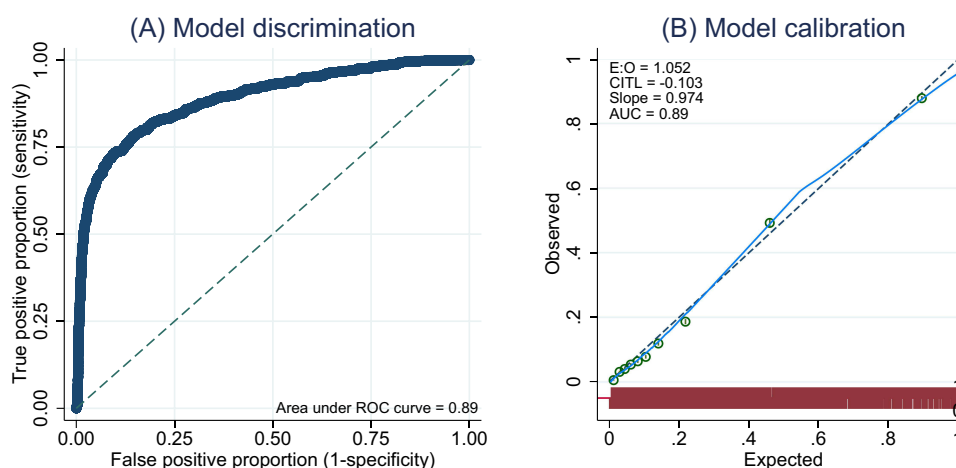 (A) Model discrimination
True positive proportion (sensitivity)
1.00
0.75
0.50
0.25
0.00
Area under ROC curve = 0.89
0.00 0.25 0.50 0.75 1.00
False positive proportion (1-specificity)
(B) Model calibration
E:O = 1.052
CITL = -0.103
Slope = 0.974
AUC = 0.89
Observed
1
.8
.6
.4
.2
0
0 .2 .4 .6 .8 1
Expected